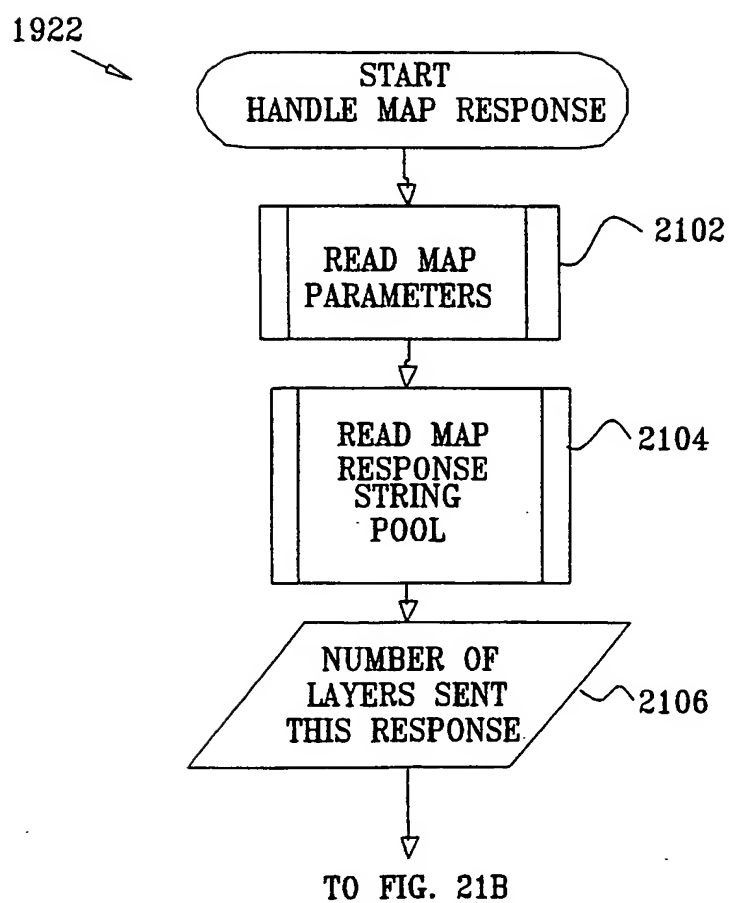 1922
START
HANDLE MAP RESPONSE
READ MAP
PARAMETERS
2102
READ MAP
RESPONSE
STRING
POOL
2104
NUMBER OF
LAYERS SENT
THIS RESPONSE
2106
TO FIG. 21B